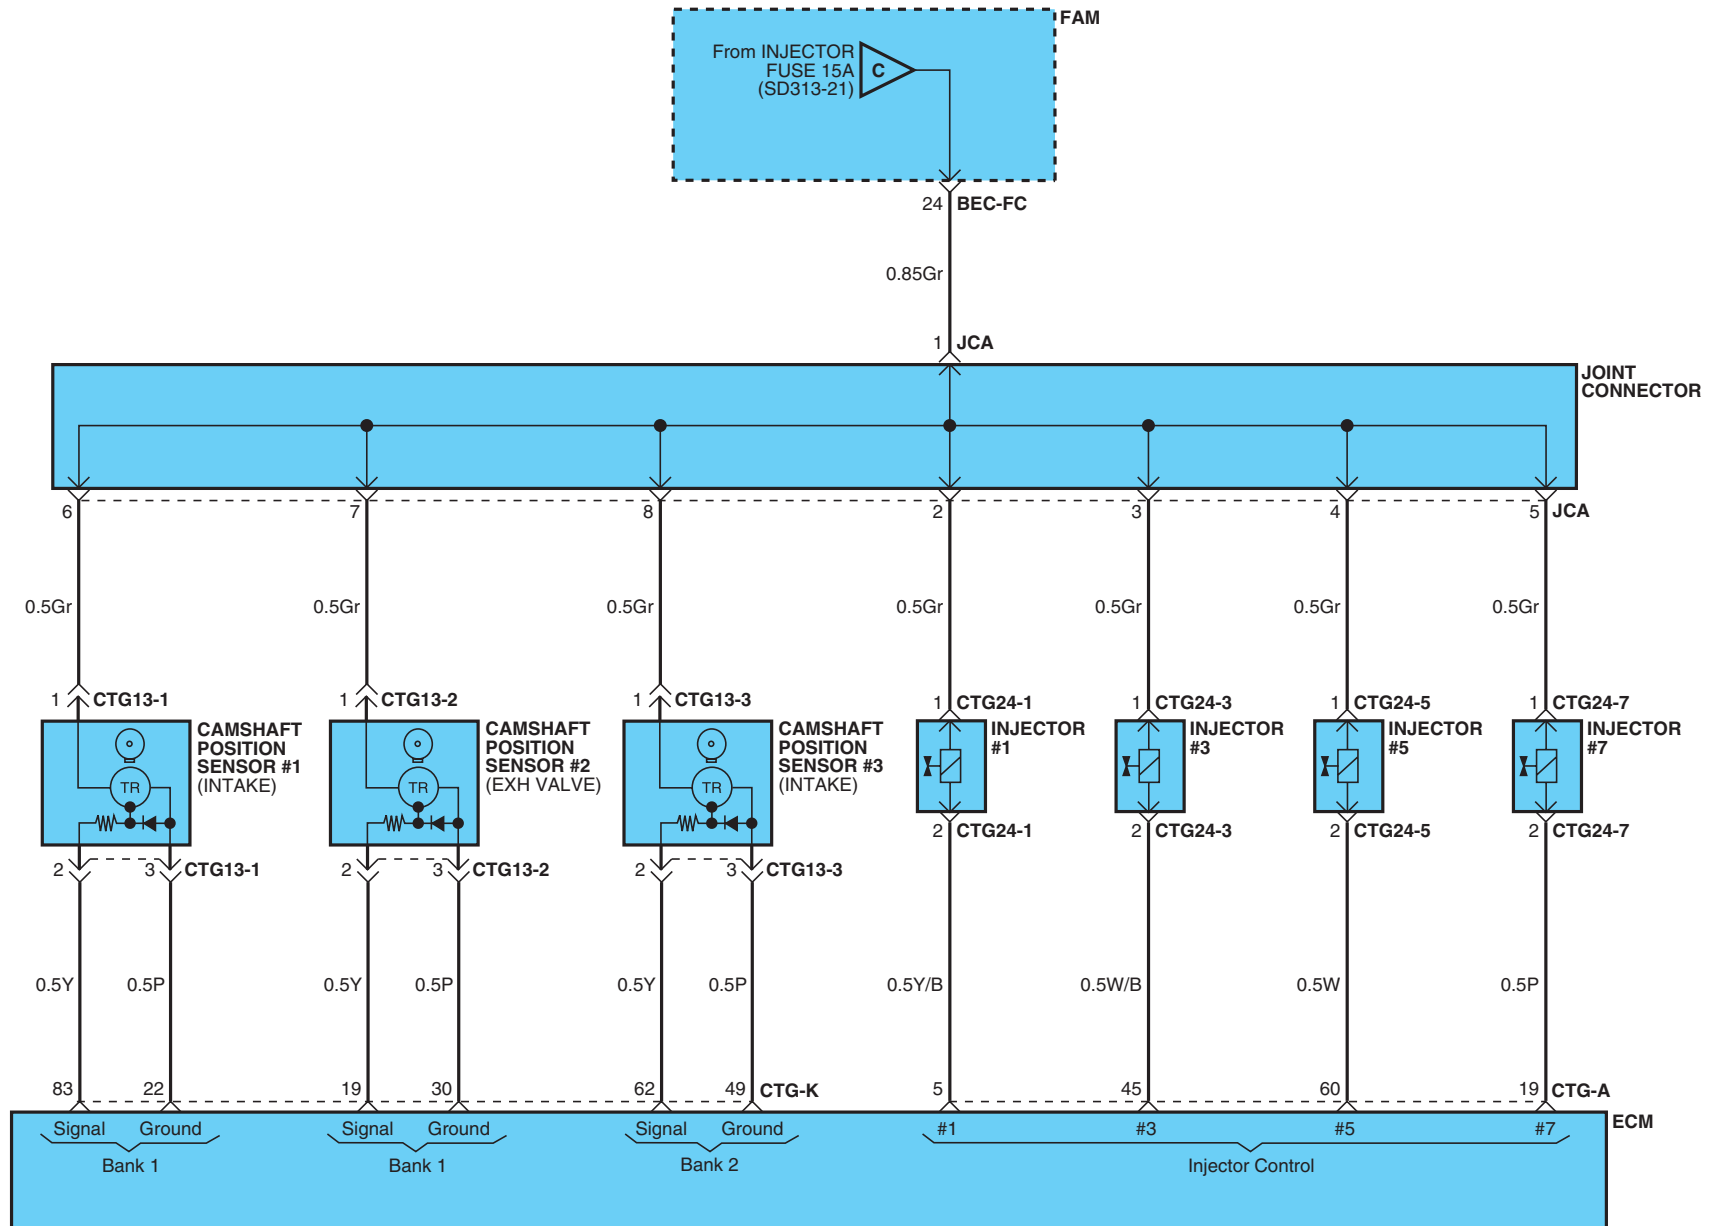 FAM
From INJECTOR
FUSE 15A
(SD313-21)
C
24 BEC-FC
0.85Gr
1 JCA
JOINT
CONNECTOR
6 7 8 2 3 4 5 JCA
0.5Gr 0.5Gr 0.5Gr 0.5Gr 0.5Gr 0.5Gr 0.5Gr
1 CTG13-1 1 CTG13-2 1 CTG13-3 1 CTG24-1 1 CTG24-3 1 CTG24-5 1 CTG24-7
CAMSHAFT
POSITION
SENSOR #1
(INTAKE)
TR
CAMSHAFT
POSITION
SENSOR #2
(EXH VALVE)
TR
CAMSHAFT
POSITION
SENSOR #3
(INTAKE)
TR
INJECTOR
#1
INJECTOR
#3
INJECTOR
#5
INJECTOR
#7
2 CTG24-1 2 CTG24-3 2 CTG24-5 2 CTG24-7
2 3 CTG13-1 2 3 CTG13-2 2 3 CTG13-3
0.5Y 0.5P 0.5Y 0.5P 0.5Y 0.5P 0.5Y/B 0.5W/B 0.5W 0.5P
83 22 19 30 62 49 CTG-K 5 45 60 19 CTG-A
ECM
Signal Ground Signal Ground Signal Ground #1 #3 #5 #7
Bank 1 Bank 1 Bank 2 Injector Control